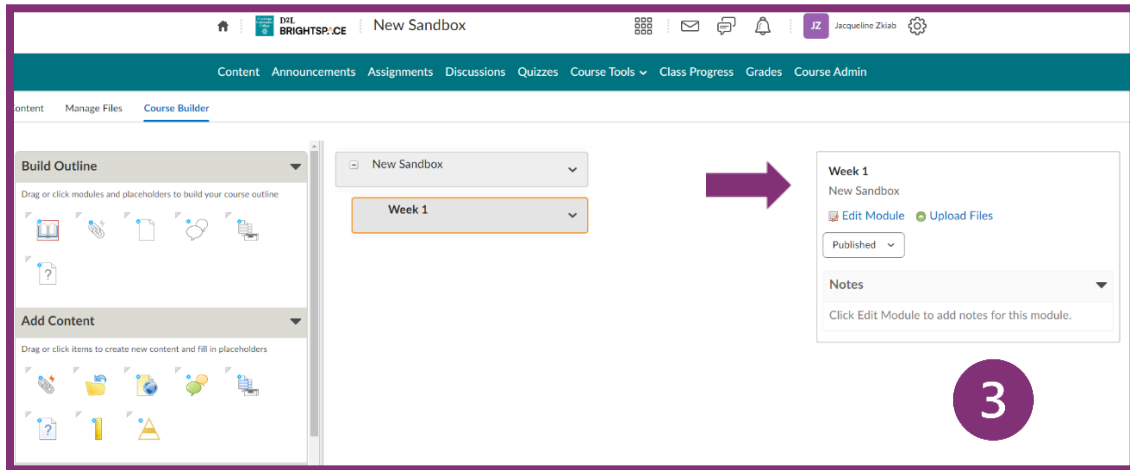 D2L
BRIGHTSPACE
New Sandbox
JZ
Jacqueline Zkiab
Content Announcements Assignments Discussions Quizzes Course Tools Class Progress Grades Course Admin
ontent Manage Files Course Builder
Build Outline
Drag or click modules and placeholders to build your course outline
?
Add Content
Drag or click items to create new content and fill in placeholders
?
New Sandbox
Week 1
Week 1
New Sandbox
Edit Module Upload Files
Published
Notes
Click Edit Module to add notes for this module.
3